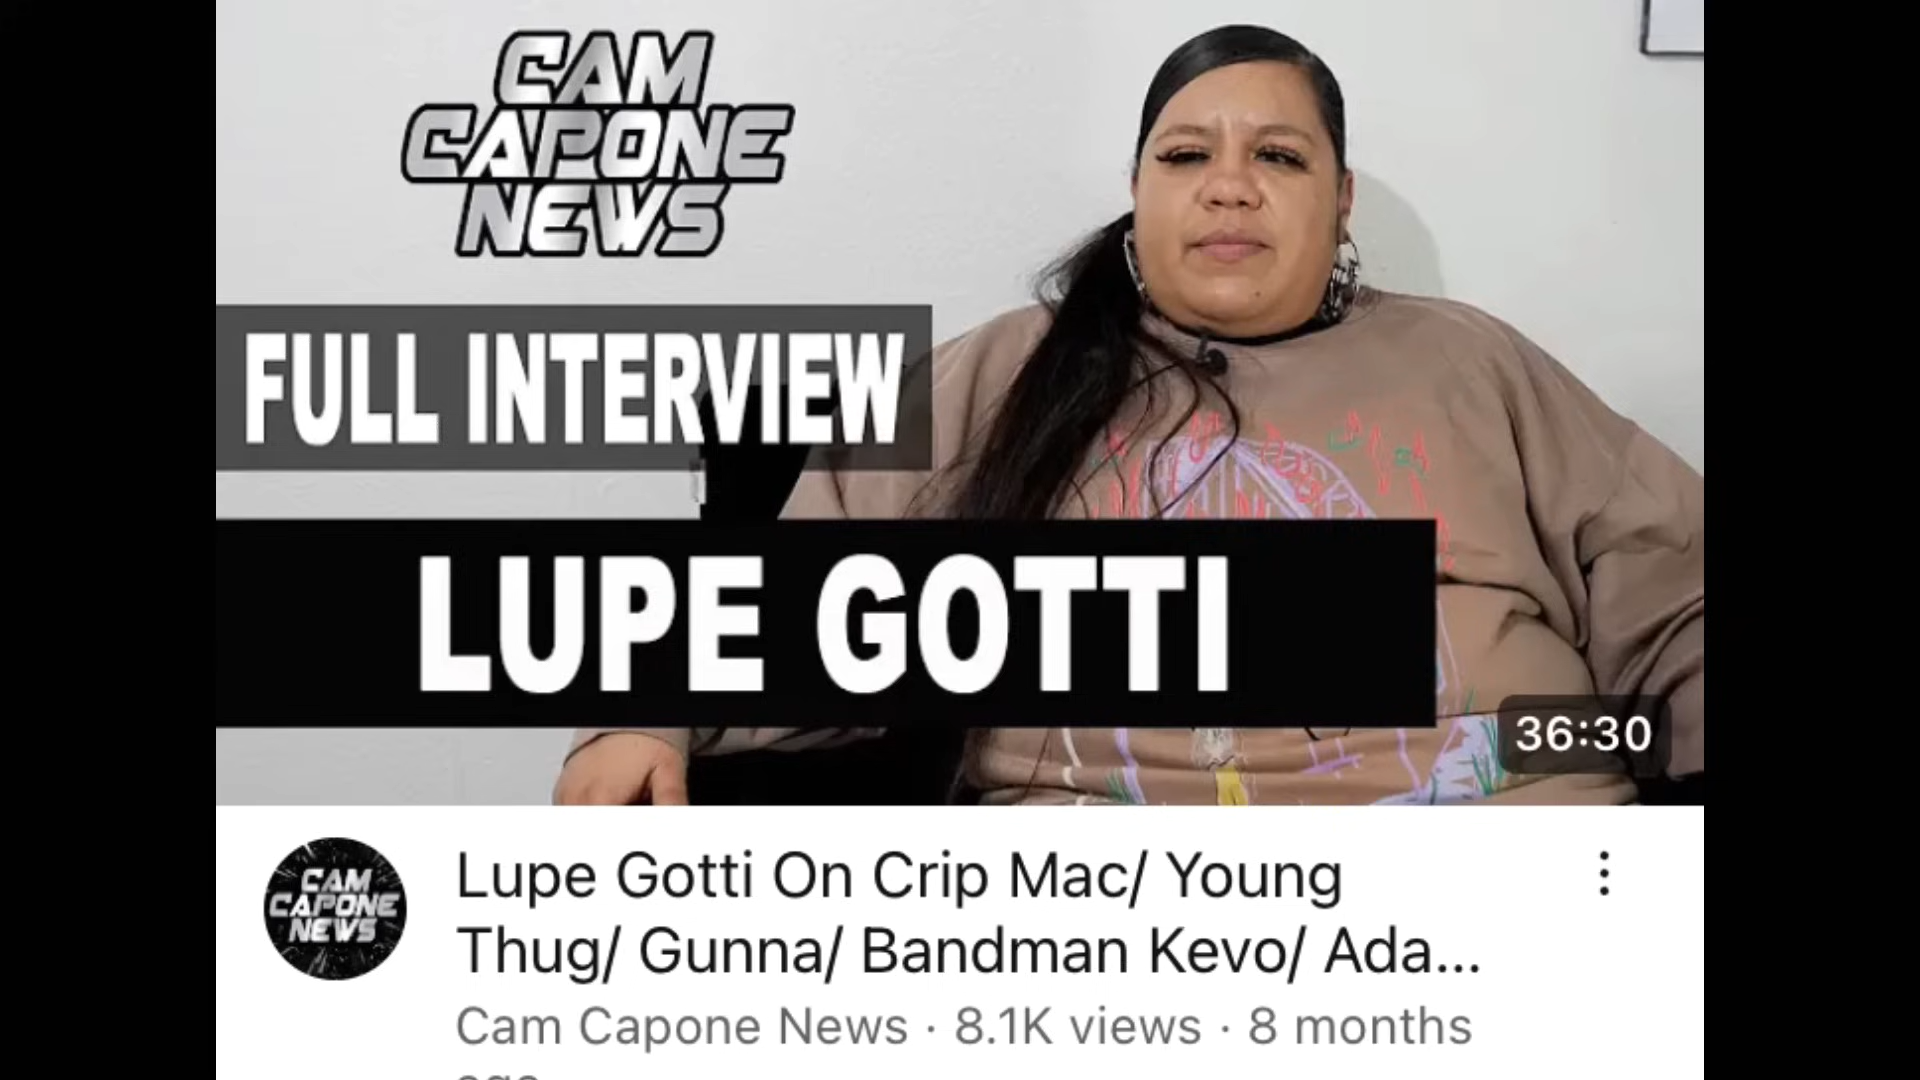 CAM
CAPONE
NEWS
FULL INTERVIEW
LUPE GOTTI
36:30
CAM
CAPONE
NEWS
Lupe Gotti On Crip Mac/ Young
Thug/ Gunna/ Bandman Kevo/ Ada...
Cam Capone News · 8.1K views · 8 months
ago